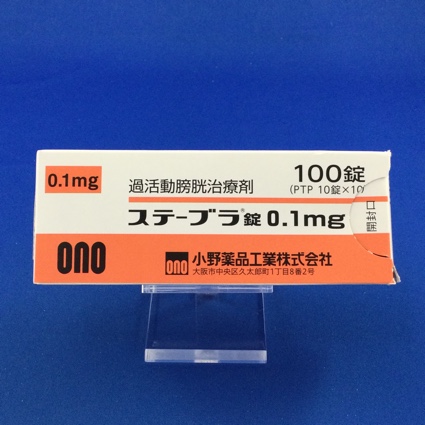 0.1mg
過活動膀胱治療剤
100錠
(PTP 10錠×10
ステーブラ®錠 0.1mg
開封口
ono
ono
小野薬品工業株式会社
大阪市中央区久太郎町1丁目8番2号